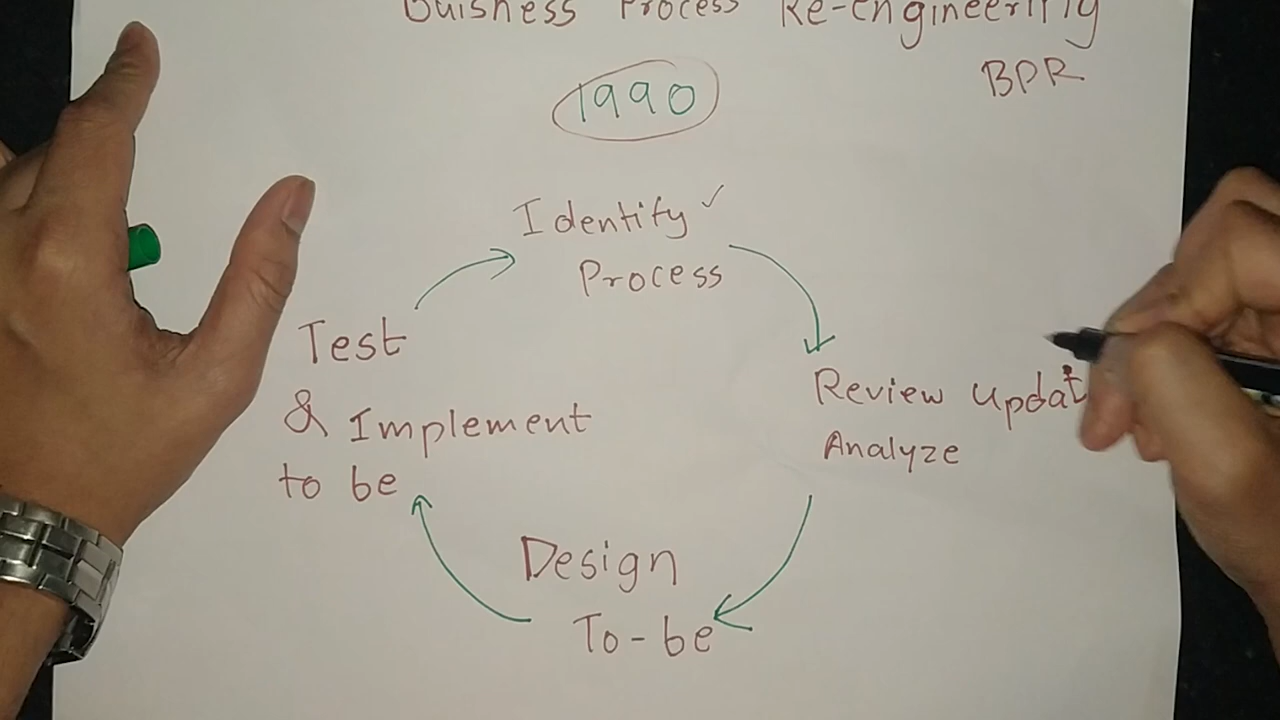 Buisness Process Re-engineering
BPR
1990
Identify ✓
Process
Test
& Implement
to be
Review Updat
Analyze
Design
To-be